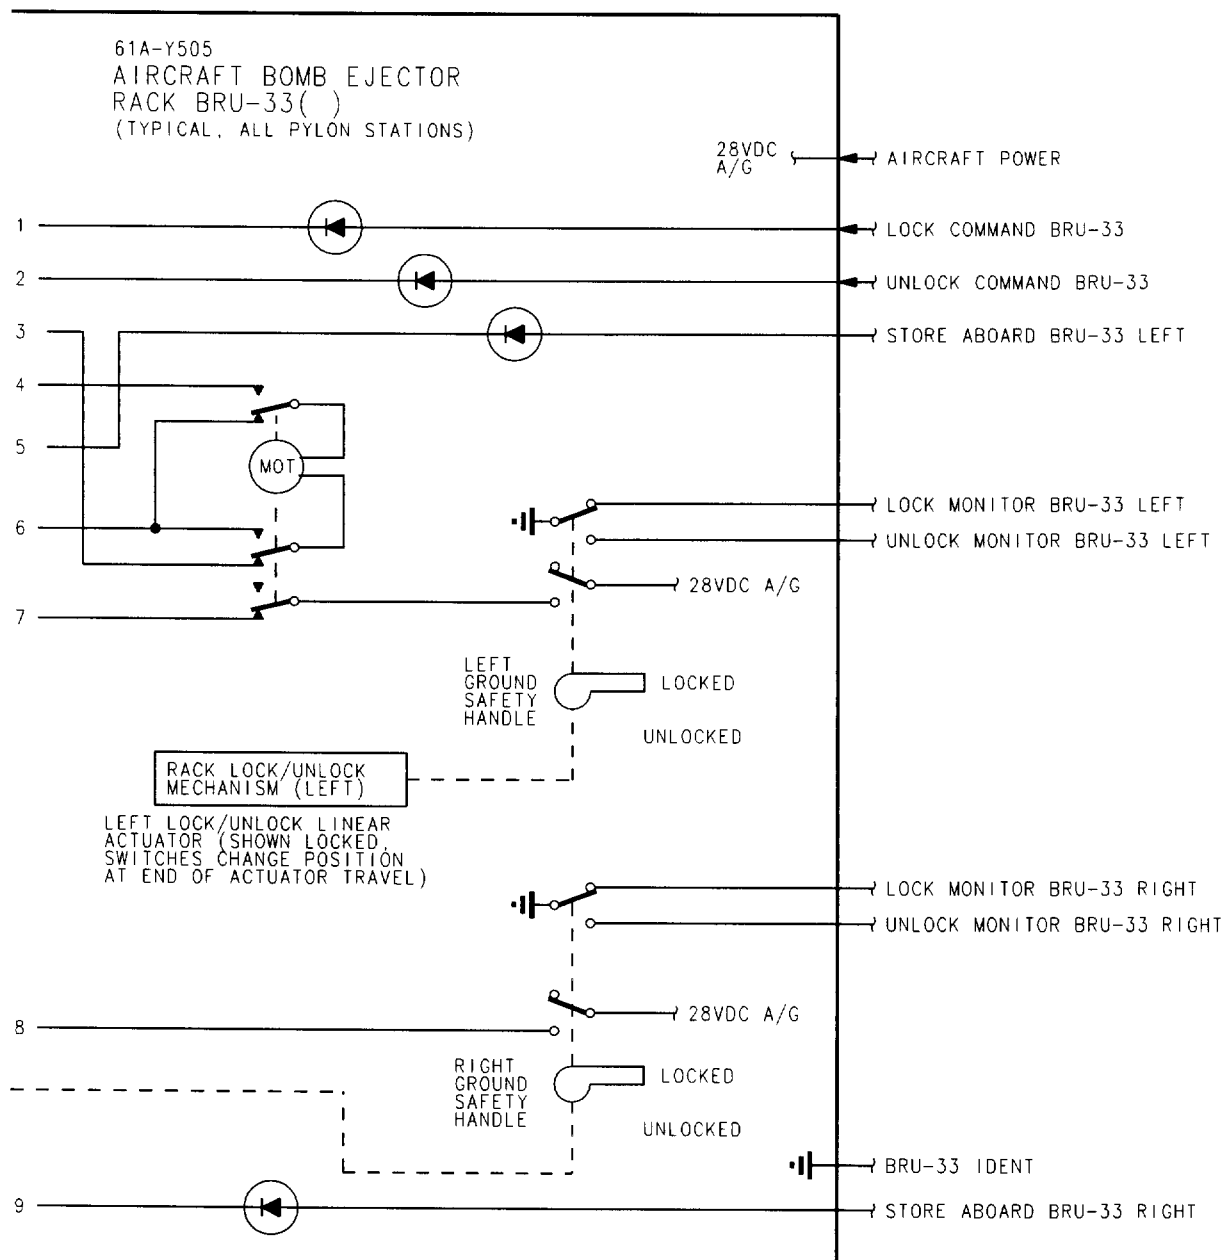 61A-Y505
AIRCRAFT BOMB EJECTOR
RACK BRU-33( )
(TYPICAL, ALL PYLON STATIONS)
28VDC
A/G
AIRCRAFT POWER
1
LOCK COMMAND BRU-33
2
UNLOCK COMMAND BRU-33
3
STORE ABOARD BRU-33 LEFT
4
5
MOT
6
LOCK MONITOR BRU-33 LEFT
UNLOCK MONITOR BRU-33 LEFT
28VDC A/G
7
LEFT
GROUND
SAFETY
HANDLE
LOCKED
UNLOCKED
RACK LOCK/UNLOCK
MECHANISM (LEFT)
LEFT LOCK/UNLOCK LINEAR
ACTUATOR (SHOWN LOCKED,
SWITCHES CHANGE POSITION
AT END OF ACTUATOR TRAVEL)
LOCK MONITOR BRU-33 RIGHT
UNLOCK MONITOR BRU-33 RIGHT
28VDC A/G
8
RIGHT
GROUND
SAFETY
HANDLE
LOCKED
UNLOCKED
BRU-33 IDENT
9
STORE ABOARD BRU-33 RIGHT